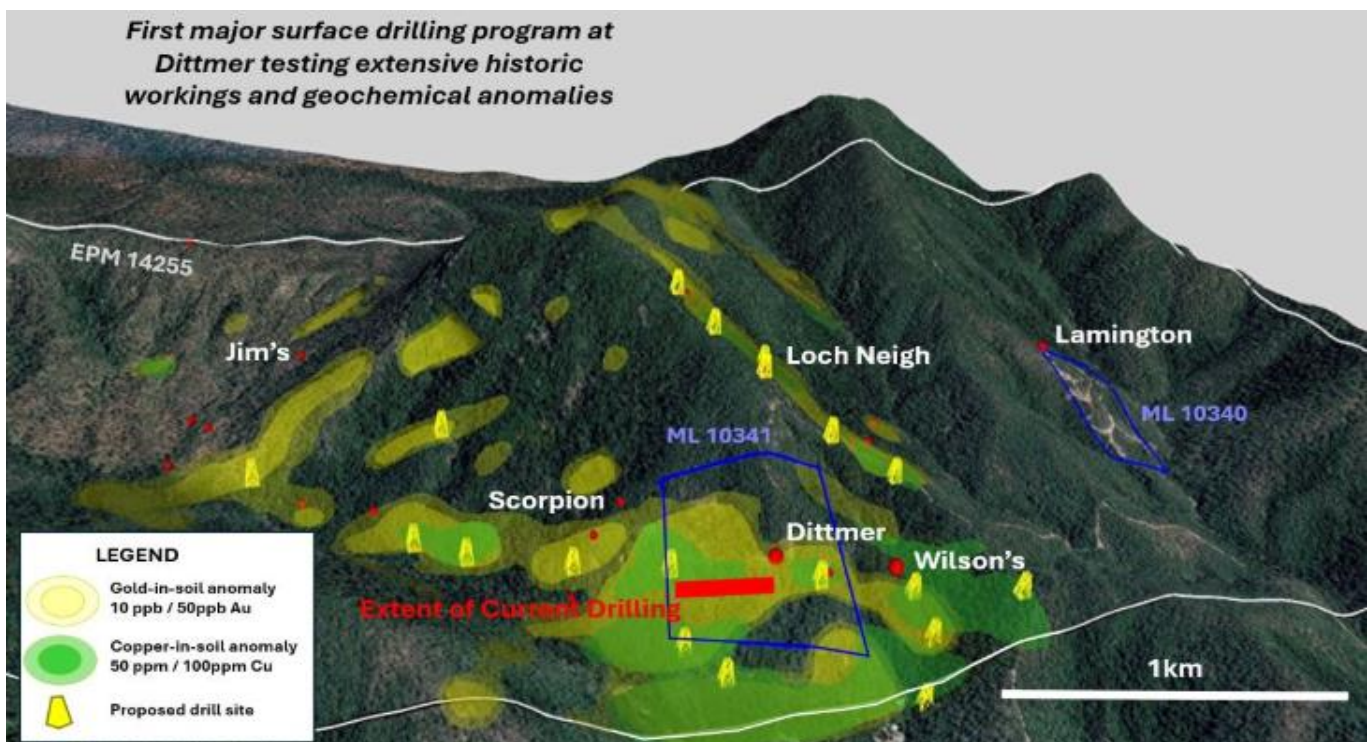 First major surface drilling program at
Dittmer testing extensive historic
workings and geochemical anomalies
EPM 14255
Jim's
Loch Neigh
Lamington
ML 10341
ML 10340
Scorpion
Dittmer
Wilson's
Extent of Current Drilling
1km
LEGEND
Gold-in-soil anomaly
10 ppb / 50ppb Au
Copper-in-soil anomaly
50 ppm / 100ppm Cu
Proposed drill site